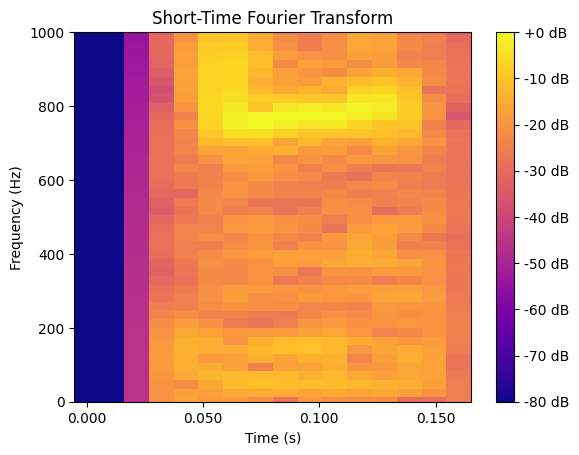 Short-Time Fourier Transform
1000
800
600
400
200
0
Frequency (Hz)
0.000
0.050
0.100
0.150
Time (s)
+0 dB
-10 dB
-20 dB
-30 dB
-40 dB
-50 dB
-60 dB
-70 dB
-80 dB